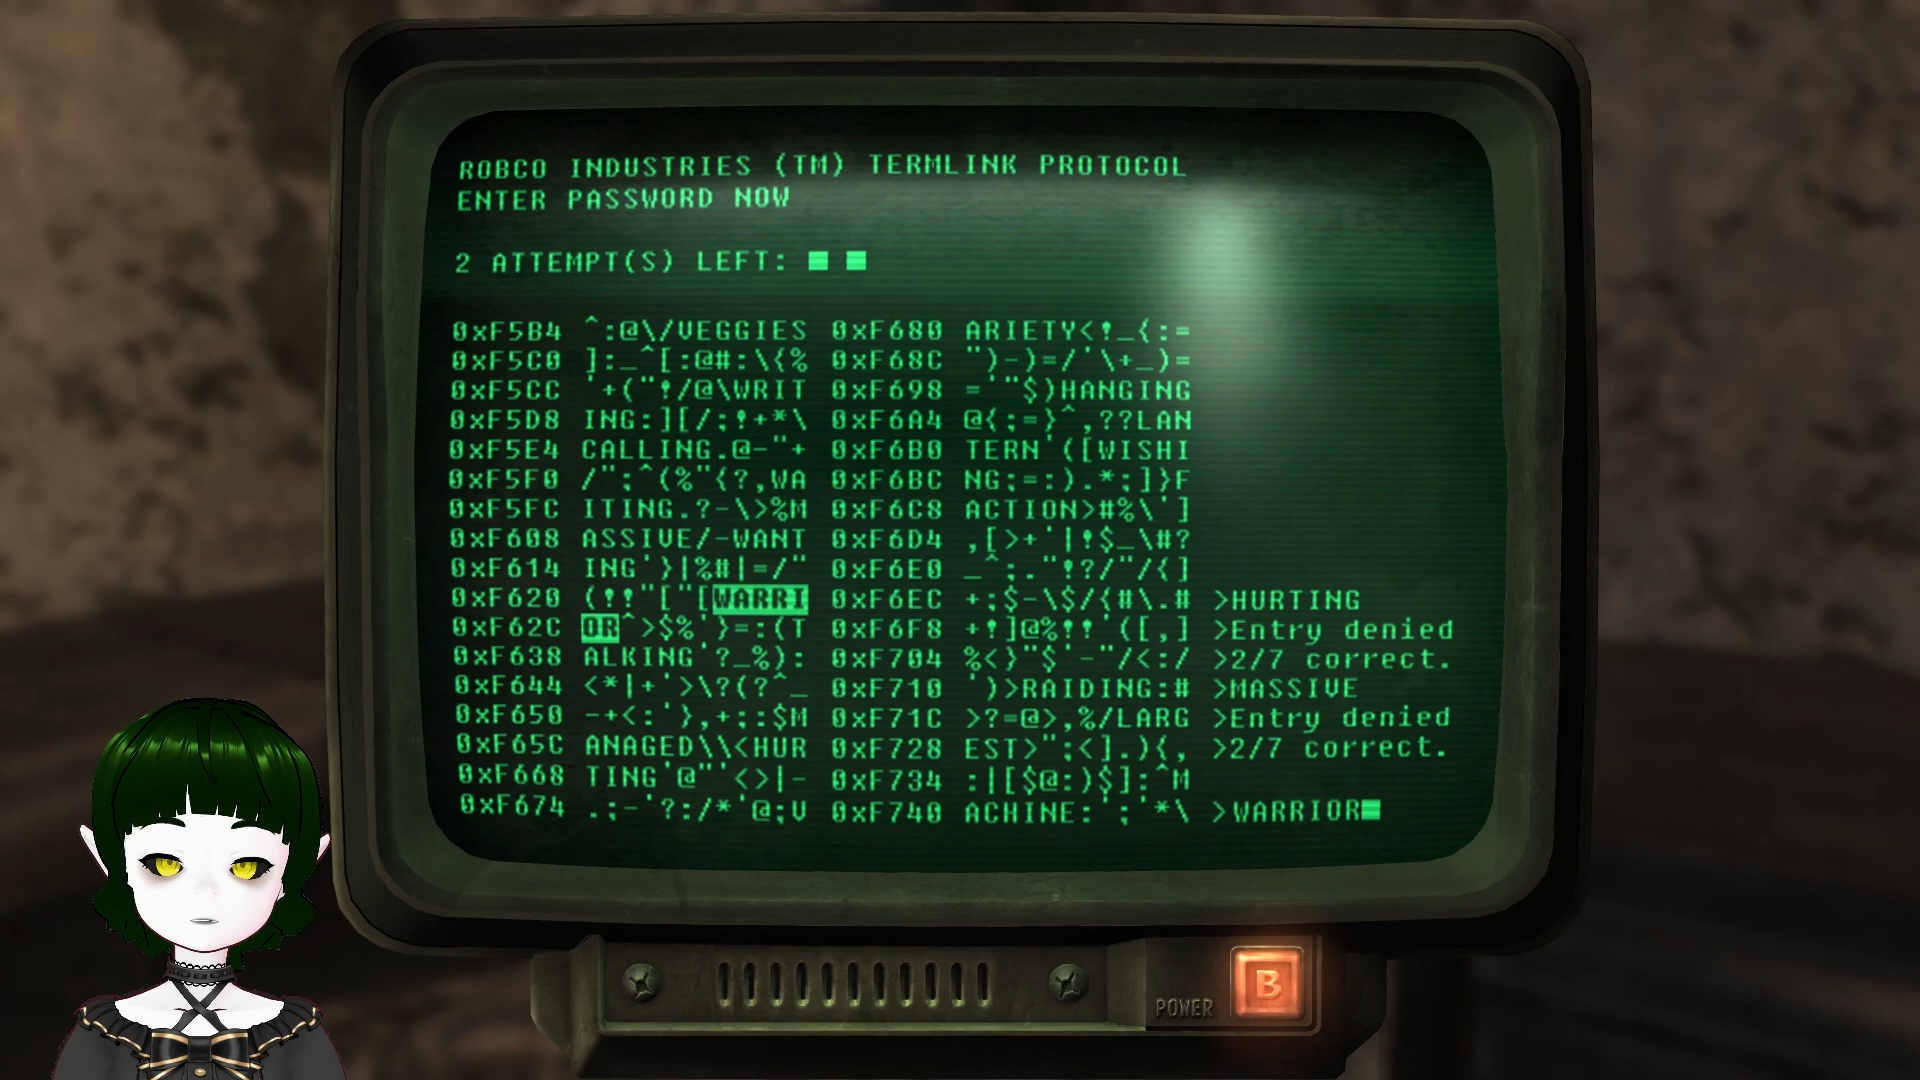 ROBCO INDUSTRIES (TM) TERMLINK PROTOCOL
ENTER PASSWORD NOW
2 ATTEMPT(S) LEFT:
0xF5B4 ^:@\/VEGGIES 0xF680 ARIETY<!_{:=
0xF5C0 ]:_^[:@#:\{% 0xF68C ")-)=/'\+_)=
0xF5CC '+("!/@\WRIT 0xF698 ='"$)HANGING
0xF5D8 ING:][/;!+*\ 0xF6A4 @{;=}^,??LAN
0xF5E4 CALLING.@-"+ 0xF6B0 TERN'([WISHI
0xF5F0 /";^(%"{?,WA 0xF6BC NG;=:).*;]}F
0xF5FC ITING.?-\>%M 0xF6C8 ACTION>#%\']
0xF608 ASSIVE/-WANT 0xF6D4 ,[>+'|!$_\#?
0xF614 ING'}|%#|=/" 0xF6E0 _^;."!?/"/{]
0xF620 (!!"["[WARRI 0xF6EC +;$-\$/{#\.# >HURTING
0xF62C OR^>$%'}=:(T 0xF6F8 +!]@%!!'([,] >Entry denied
0xF638 ALKING'?_%): 0xF704 %<}"$'-"/<:/ >2/7 correct.
0xF644 <*|+'>\?(?^_ 0xF710 ')>RAIDING:# >MASSIVE
0xF650 -+<:'},+;:$M 0xF71C >?=@>,%/LARG >Entry denied
0xF65C ANAGED\\<HUR 0xF728 EST>";<].){, >2/7 correct.
0xF668 TING'@"'<>|- 0xF734 :|[$@:)$]:^M
0xF674 .;-'?:/*'@;V 0xF740 ACHINE:';'*\ >WARRIOR
POWER B